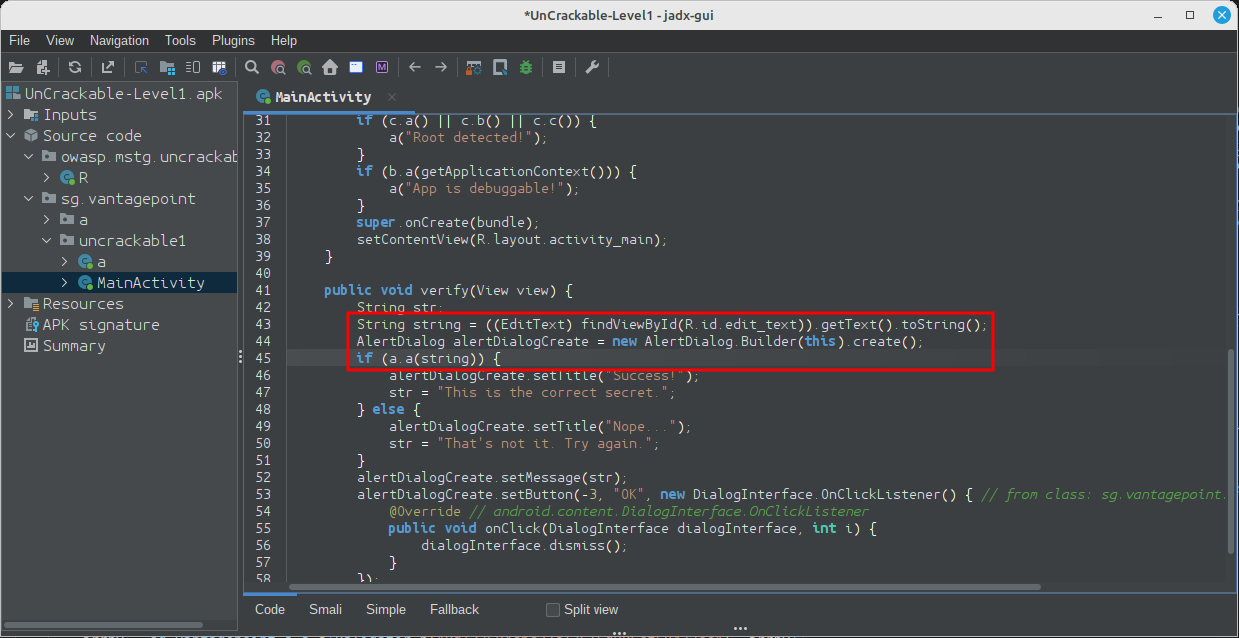 *UnCrackable-Level1 - jadx-gui
File View Navigation Tools Plugins Help
UnCrackable-Level1.apk
Inputs
Source code
owasp.mstg.uncrackab
R
sg.vantagepoint
a
uncrackable1
a
MainActivity
Resources
APK signature
Summary
MainActivity
31 if (c.a() || c.b() || c.c()) {
32 a("Root detected!");
33 }
34 if (b.a(getApplicationContext())) {
35 a("App is debuggable!");
36 }
37 super.onCreate(bundle);
38 setContentView(R.layout.activity_main);
39 }
40
41 public void verify(View view) {
42 String str;
43 String string = ((EditText) findViewById(R.id.edit_text)).getText().toString();
44 AlertDialog alertDialogCreate = new AlertDialog.Builder(this).create();
45 if (a.a(string)) {
46 alertDialogCreate.setTitle("Success!");
47 str = "This is the correct secret.";
48 } else {
49 alertDialogCreate.setTitle("Nope...");
50 str = "That's not it. Try again.";
51 }
52 alertDialogCreate.setMessage(str);
53 alertDialogCreate.setButton(-3, "OK", new DialogInterface.OnClickListener() { // from class: sg.vantagepoint.
54 @Override // android.content.DialogInterface.OnClickListener
55 public void onClick(DialogInterface dialogInterface, int i) {
56 dialogInterface.dismiss();
57 }
58 });
Code Smali Simple Fallback Split view